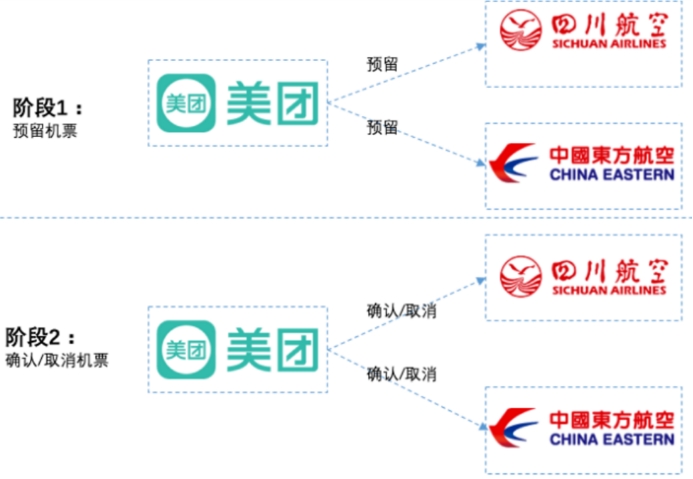 四川航空
SICHUAN AIRLINES
预留
阶段1：
预留机票
美团 美团
预留
中國東方航空
CHINA EASTERN
四川航空
SICHUAN AIRLINES
确认/取消
阶段2：
确认/取消机票
美团 美团
确认/取消
中國東方航空
CHINA EASTERN